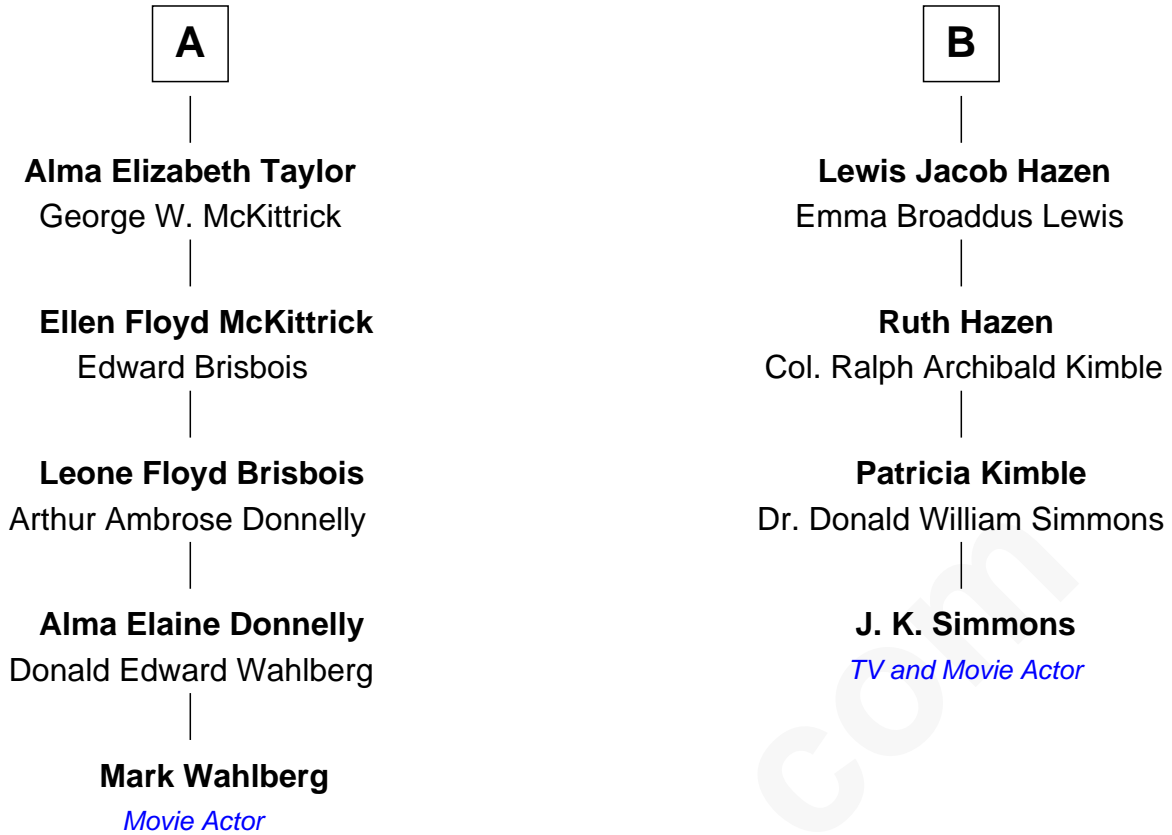 A
Alma Elizabeth Taylor
George W. McKittrick
Ellen Floyd McKittrick
Edward Brisbois
Leone Floyd Brisbois
Arthur Ambrose Donnelly
Alma Elaine Donnelly
Donald Edward Wahlberg
Mark Wahlberg
Movie Actor
B
Lewis Jacob Hazen
Emma Broaddus Lewis
Ruth Hazen
Col. Ralph Archibald Kimble
Patricia Kimble
Dr. Donald William Simmons
J. K. Simmons
TV and Movie Actor
com